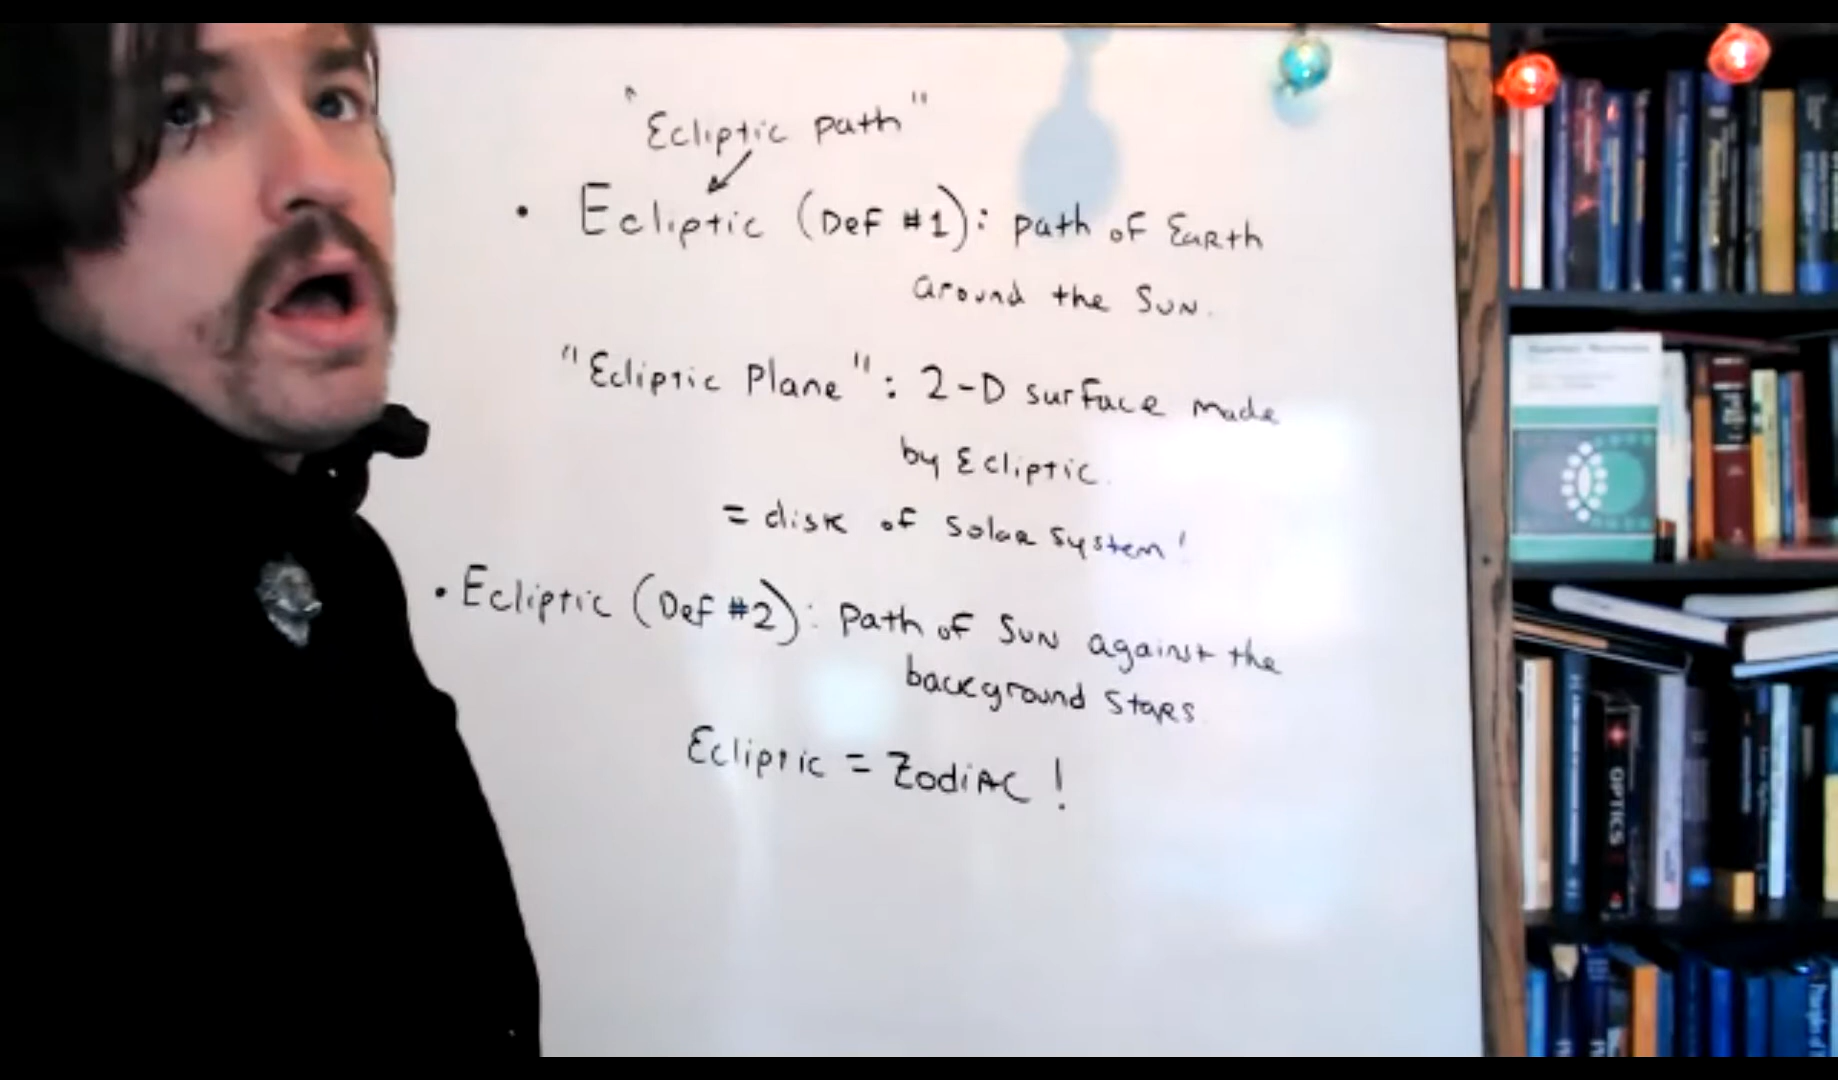 "Ecliptic path"
• Ecliptic (Def #1): path of Earth
around the Sun.
"Ecliptic Plane": 2-D surface made
by Ecliptic.
= disk of Solar System!
• Ecliptic (Def #2): Path of Sun against the
background Stars
Ecliptic = Zodiac!
OPTICS